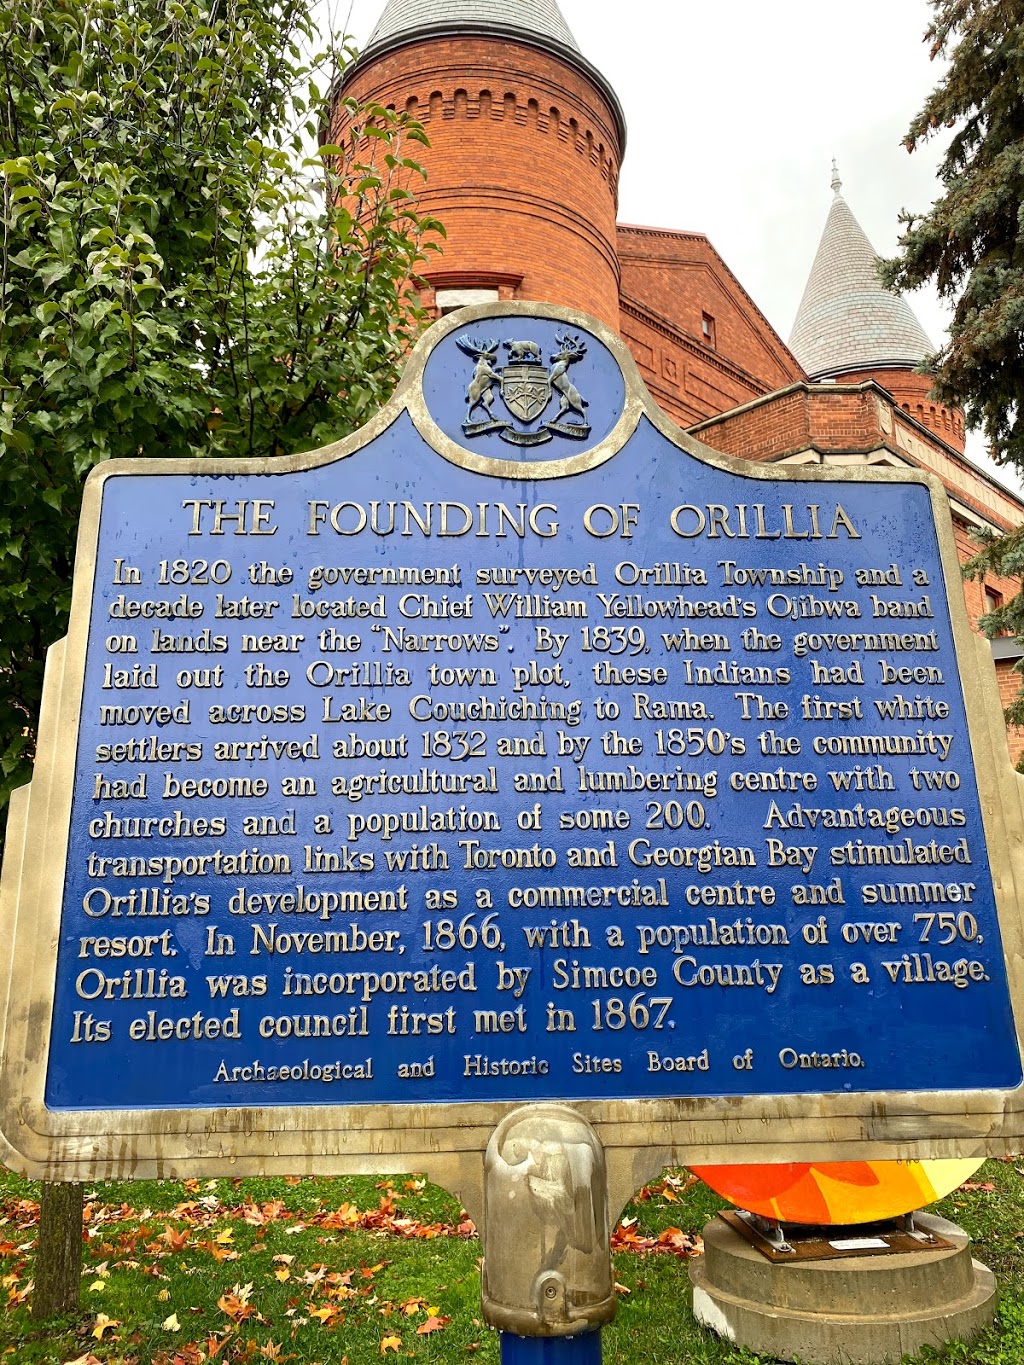 THE FOUNDING OF ORILLIA
In 1820 the government surveyed Orillia Township and a
decade later located Chief William Yellowhead's Ojibwa band
on lands near the "Narrows". By 1839, when the government
laid out the Orillia town plot, these Indians had been
moved across Lake Couchiching to Rama. The first white
settlers arrived about 1832 and by the 1850's the community
had become an agricultural and lumbering centre with two
churches and a population of some 200. Advantageous
transportation links with Toronto and Georgian Bay stimulated
Orillia's development as a commercial centre and summer
resort. In November, 1866, with a population of over 750,
Orillia was incorporated by Simcoe County as a village.
Its elected council first met in 1867.
Archaeological and Historic Sites Board of Ontario.